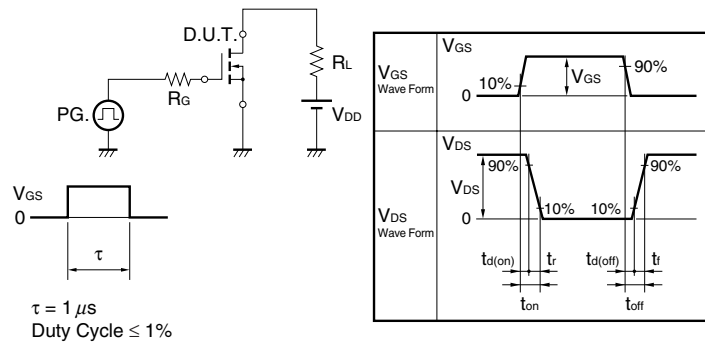 D.U.T.
RL
RG
PG.
VDD
VGS
0
τ
τ = 1 μs
Duty Cycle ≤ 1%
VGS
Wave Form
VGS
10%
VGS
90%
0
VDS
Wave Form
VDS
90%
90%
VDS
10%
10%
0
td(on)
tr
td(off)
tf
ton
toff